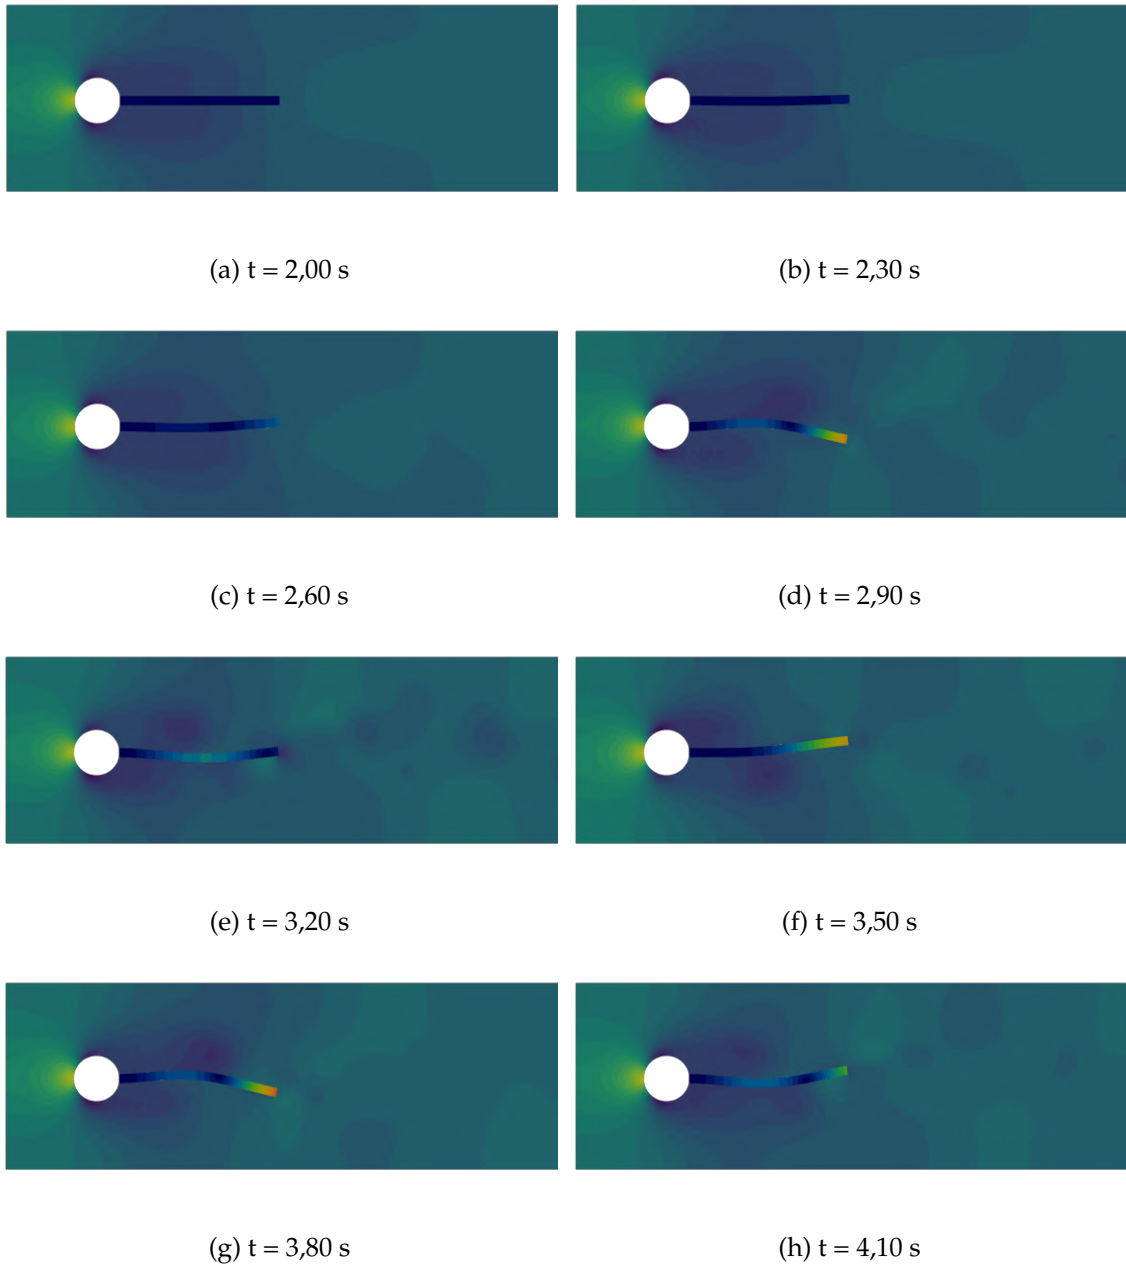 (a) t = 2,00 s
(b) t = 2,30 s
(c) t = 2,60 s
(d) t = 2,90 s
(e) t = 3,20 s
(f) t = 3,50 s
(g) t = 3,80 s
(h) t = 4,10 s